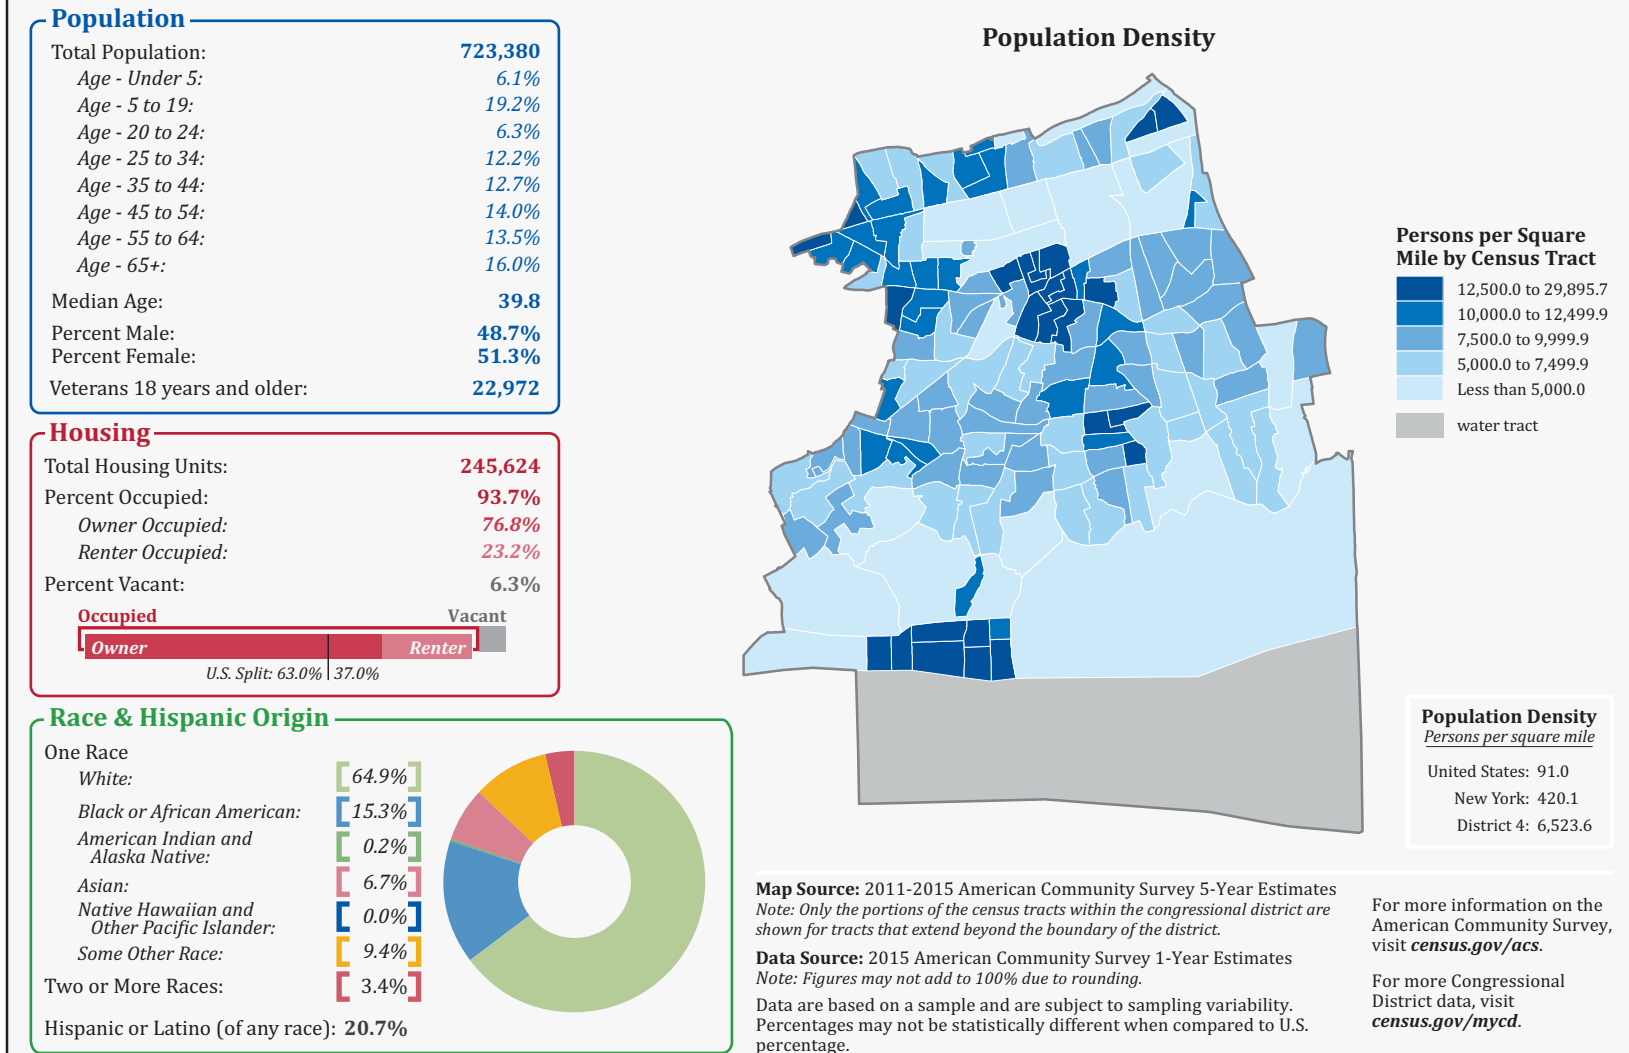 Population
Total Population: 723,380
Age - Under 5: 6.1%
Age - 5 to 19: 19.2%
Age - 20 to 24: 6.3%
Age - 25 to 34: 12.2%
Age - 35 to 44: 12.7%
Age - 45 to 54: 14.0%
Age - 55 to 64: 13.5%
Age - 65+: 16.0%
Median Age: 39.8
Percent Male: 48.7%
Percent Female: 51.3%
Veterans 18 years and older: 22,972
Housing
Total Housing Units: 245,624
Percent Occupied: 93.7%
Owner Occupied: 76.8%
Renter Occupied: 23.2%
Percent Vacant: 6.3%
Occupied Vacant
Owner Renter
U.S. Split: 63.0% 37.0%
Race & Hispanic Origin
One Race
White: 64.9%
Black or African American: 15.3%
American Indian and
Alaska Native: 0.2%
Asian: 6.7%
Native Hawaiian and
Other Pacific Islander: 0.0%
Some Other Race: 9.4%
Two or More Races: 3.4%
Hispanic or Latino (of any race): 20.7%
Population Density
Persons per Square
Mile by Census Tract
12,500.0 to 29,895.7
10,000.0 to 12,499.9
7,500.0 to 9,999.9
5,000.0 to 7,499.9
Less than 5,000.0
water tract
Population Density
Persons per square mile
United States: 91.0
New York: 420.1
District 4: 6,523.6
Map Source: 2011-2015 American Community Survey 5-Year Estimates
Note: Only the portions of the census tracts within the congressional district are
shown for tracts that extend beyond the boundary of the district.
Data Source: 2015 American Community Survey 1-Year Estimates
Note: Figures may not add to 100% due to rounding.
Data are based on a sample and are subject to sampling variability.
Percentages may not be statistically different when compared to U.S.
percentage.
For more information on the
American Community Survey,
visit census.gov/acs.
For more Congressional
District data, visit
census.gov/mycd.